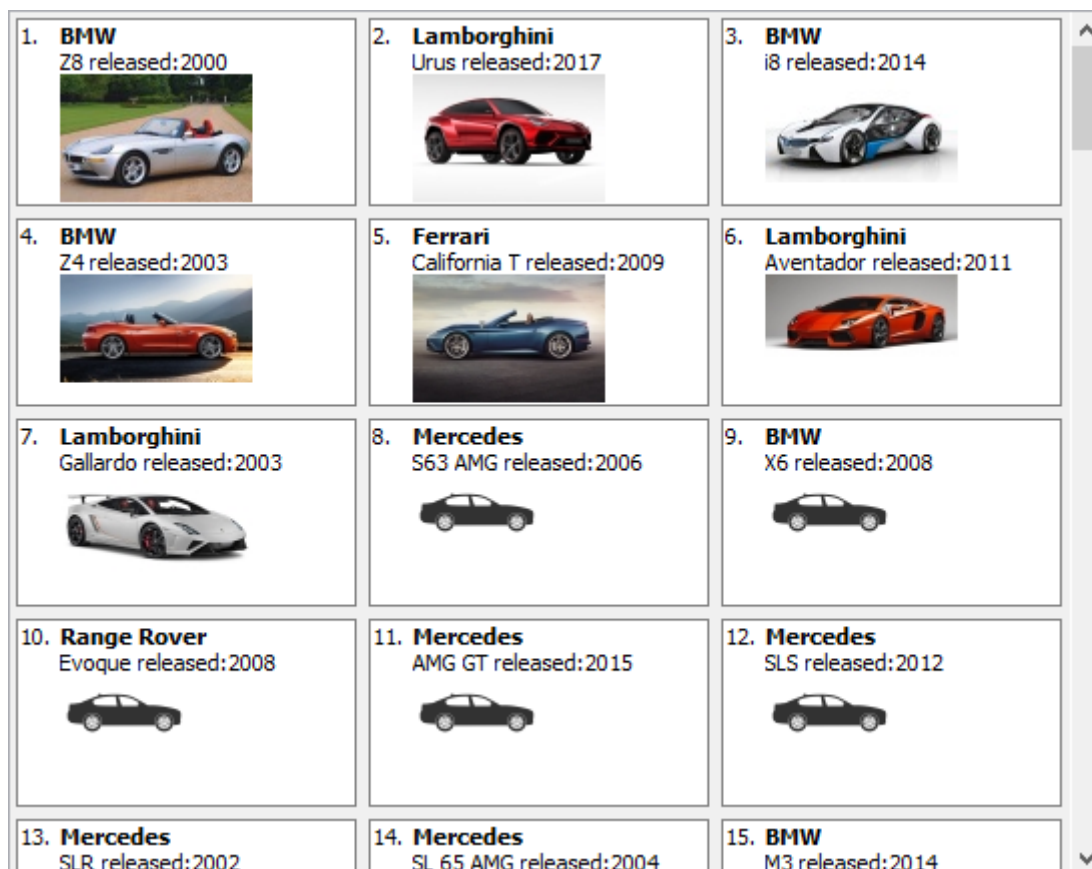 1. BMW
Z8 released:2000
2. Lamborghini
Urus released:2017
3. BMW
i8 released:2014
4. BMW
Z4 released:2003
5. Ferrari
California T released:2009
6. Lamborghini
Aventador released:2011
7. Lamborghini
Gallardo released:2003
8. Mercedes
S63 AMG released:2006
9. BMW
X6 released:2008
10. Range Rover
Evoque released:2008
11. Mercedes
AMG GT released:2015
12. Mercedes
SLS released:2012
13. Mercedes
SLR released:2002
14. Mercedes
SL 65 AMG released:2004
15. BMW
M3 released:2014